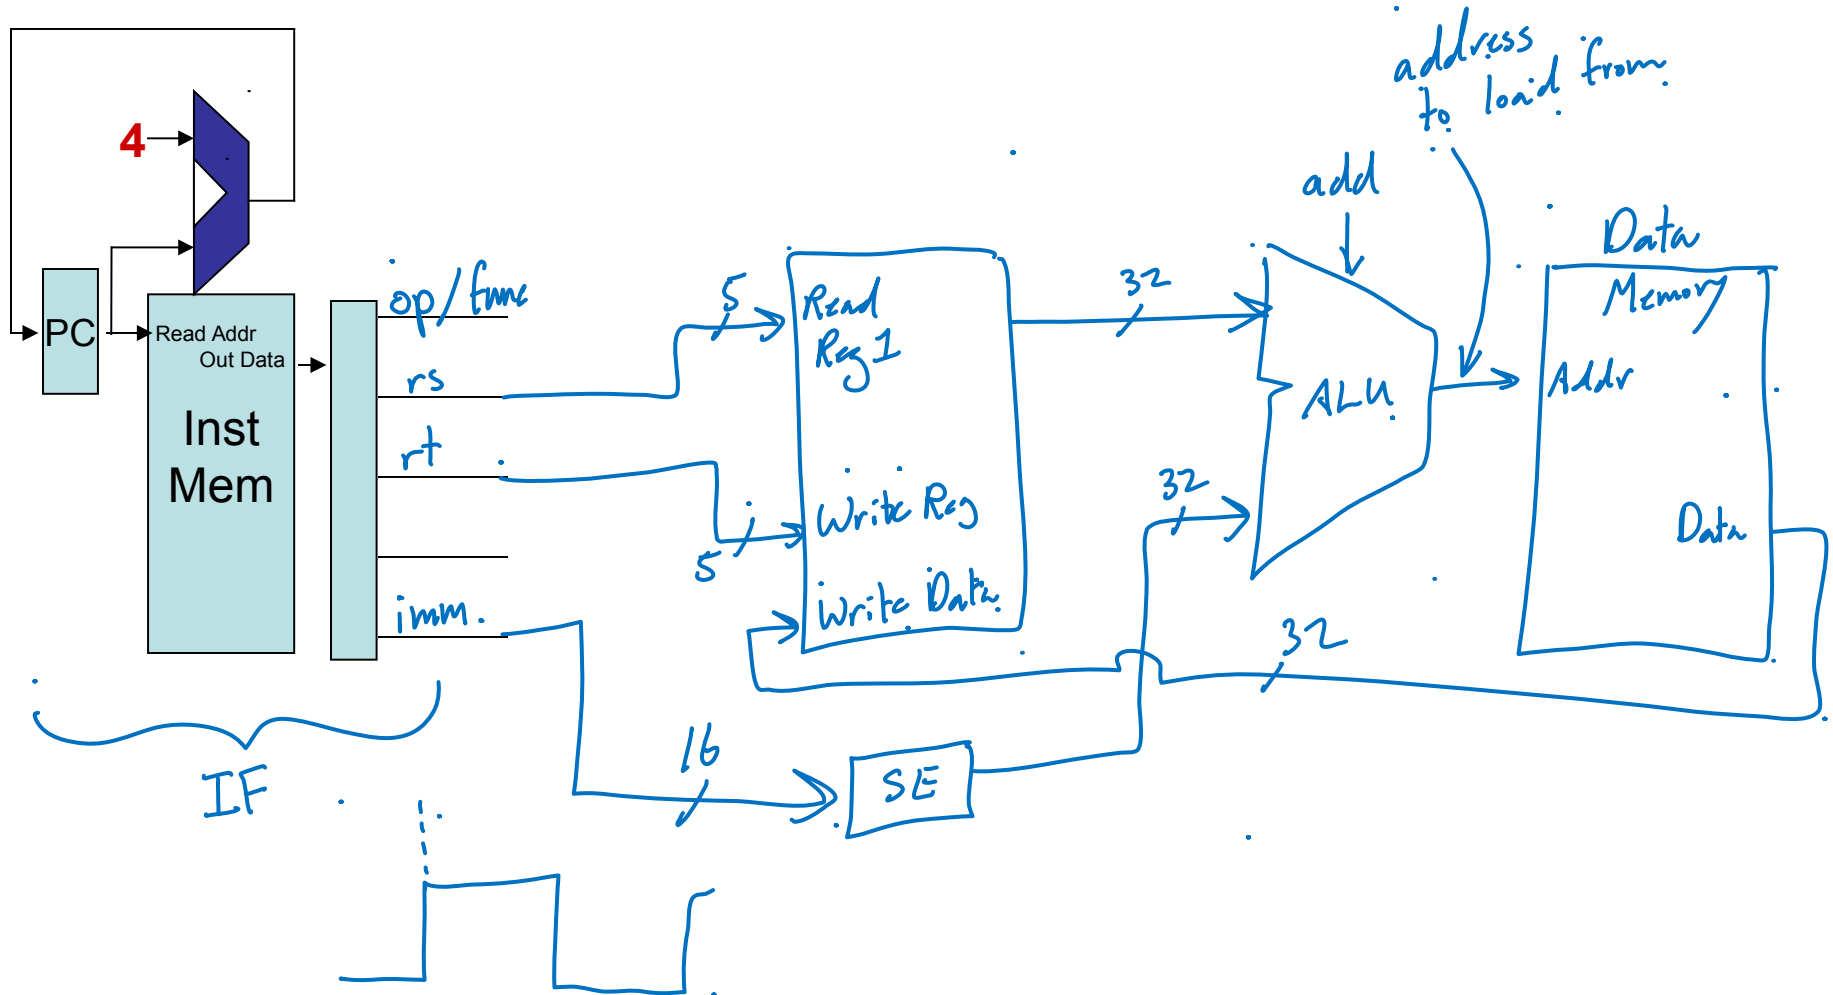 address
to load from
add
4
Data
Memory
op/func
5
Read
Reg 1
32
PC
Read Addr
Out Data
rs
ALU
Addr
Inst
Mem
rt
32
Write Reg
5
Data
imm.
Write Data
32
16
SE
IF